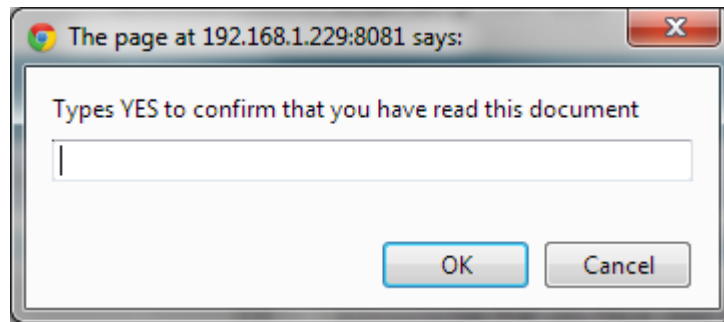 The page at 192.168.1.229:8081 says:
Types YES to confirm that you have read this document
OK Cancel